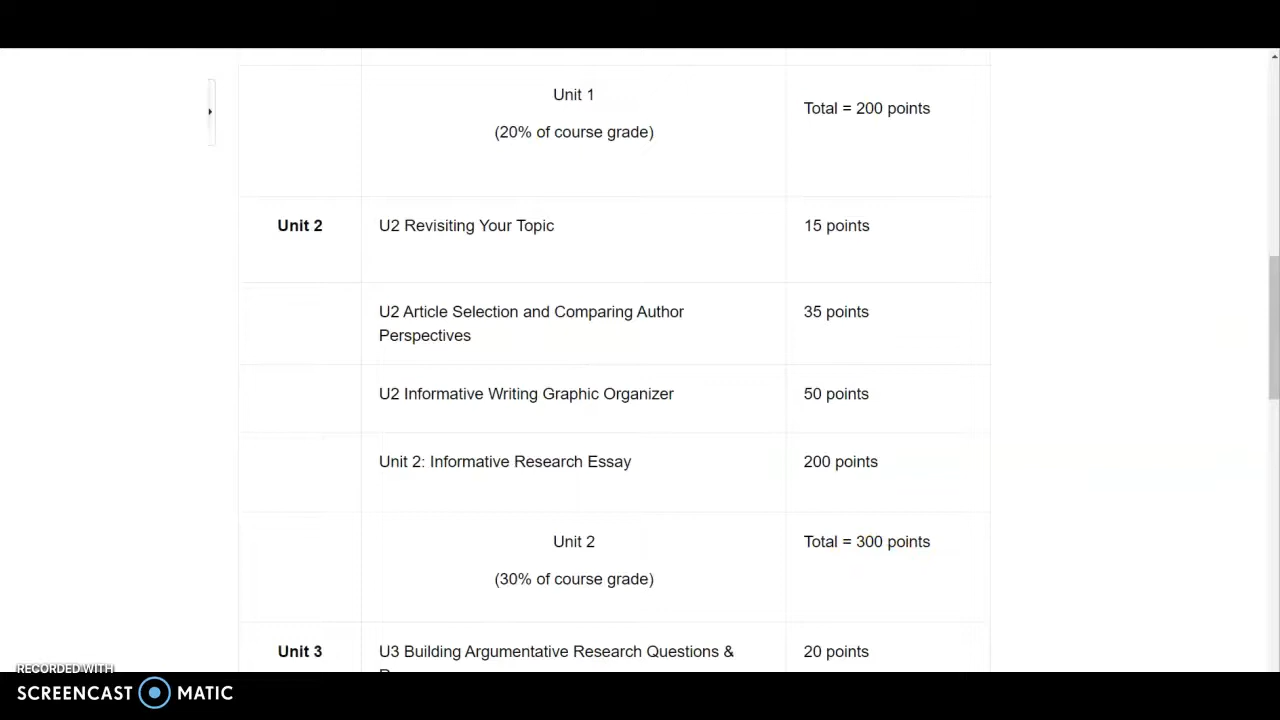 Unit 1
Total = 200 points
(20% of course grade)
Unit 2
U2 Revisiting Your Topic
15 points
U2 Article Selection and Comparing Author
Perspectives
35 points
U2 Informative Writing Graphic Organizer
50 points
Unit 2: Informative Research Essay
200 points
Unit 2
Total = 300 points
(30% of course grade)
Unit 3
U3 Building Argumentative Research Questions &
20 points
RECORDED WITH
SCREENCAST MATIC